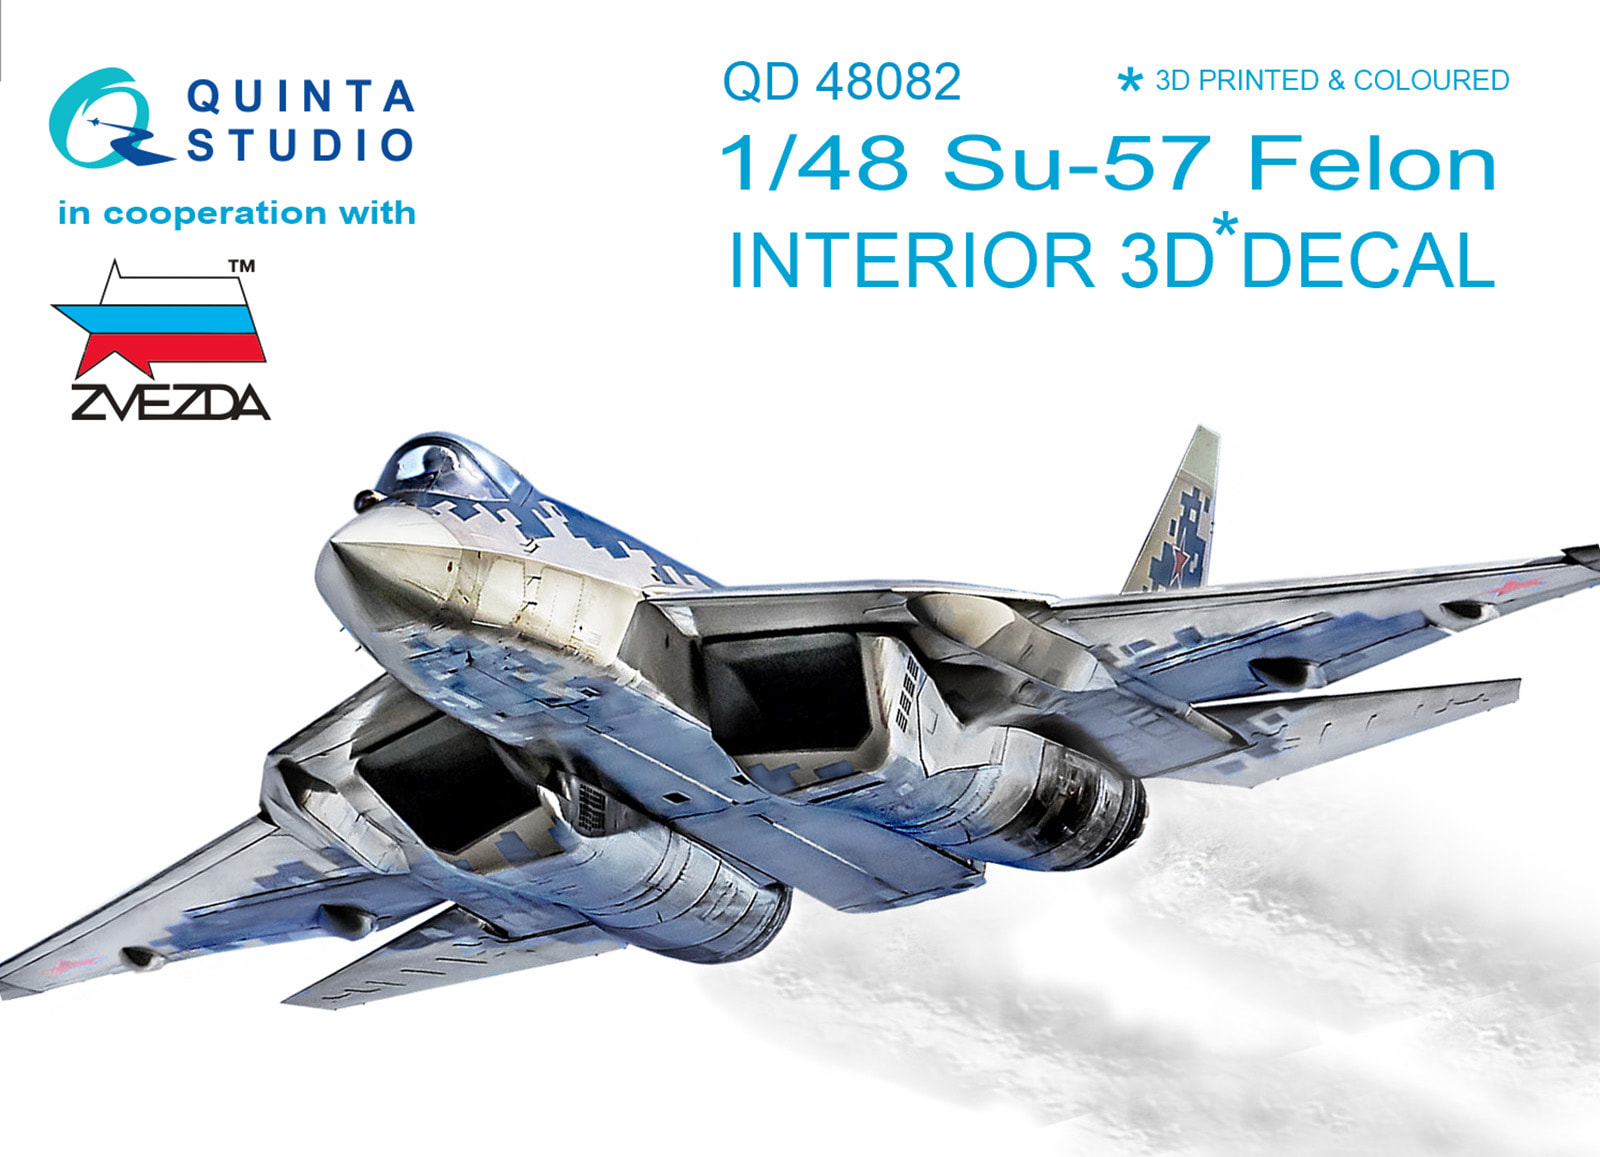 QUINTA
STUDIO
in cooperation with
TM
ZVEZDA
QD 48082
* 3D PRINTED & COLOURED
1/48 Su-57 Felon
INTERIOR 3D*DECAL